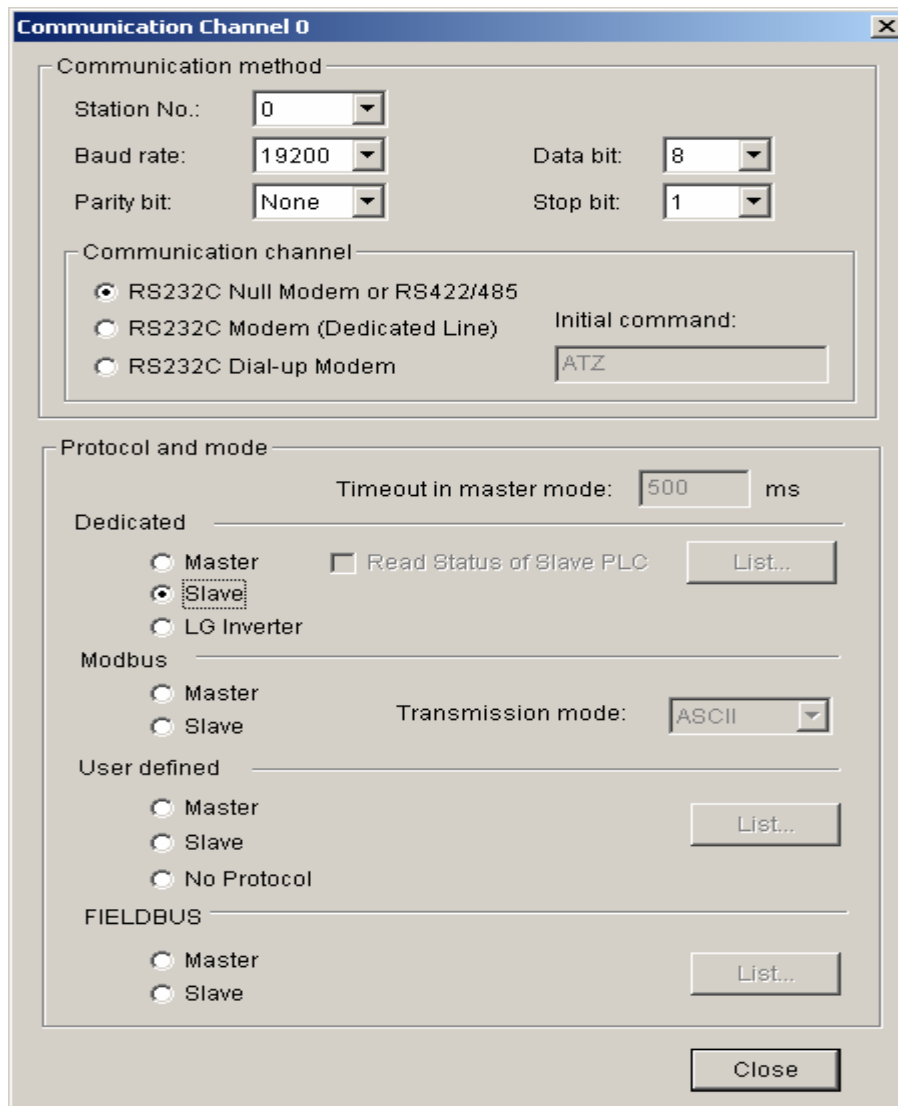 Communication Channel 0
Communication method
Station No.: 0
Baud rate: 19200 Data bit: 8
Parity bit: None Stop bit: 1
Communication channel
RS232C Null Modem or RS422/485
RS232C Modem (Dedicated Line) Initial command:
RS232C Dial-up Modem ATZ
Protocol and mode
Timeout in master mode: 500 ms
Dedicated
Master Read Status of Slave PLC List...
Slave
LG Inverter
Modbus
Master
Slave Transmission mode: ASCII
User defined
Master List...
Slave
No Protocol
FIELDBUS
Master List...
Slave
Close